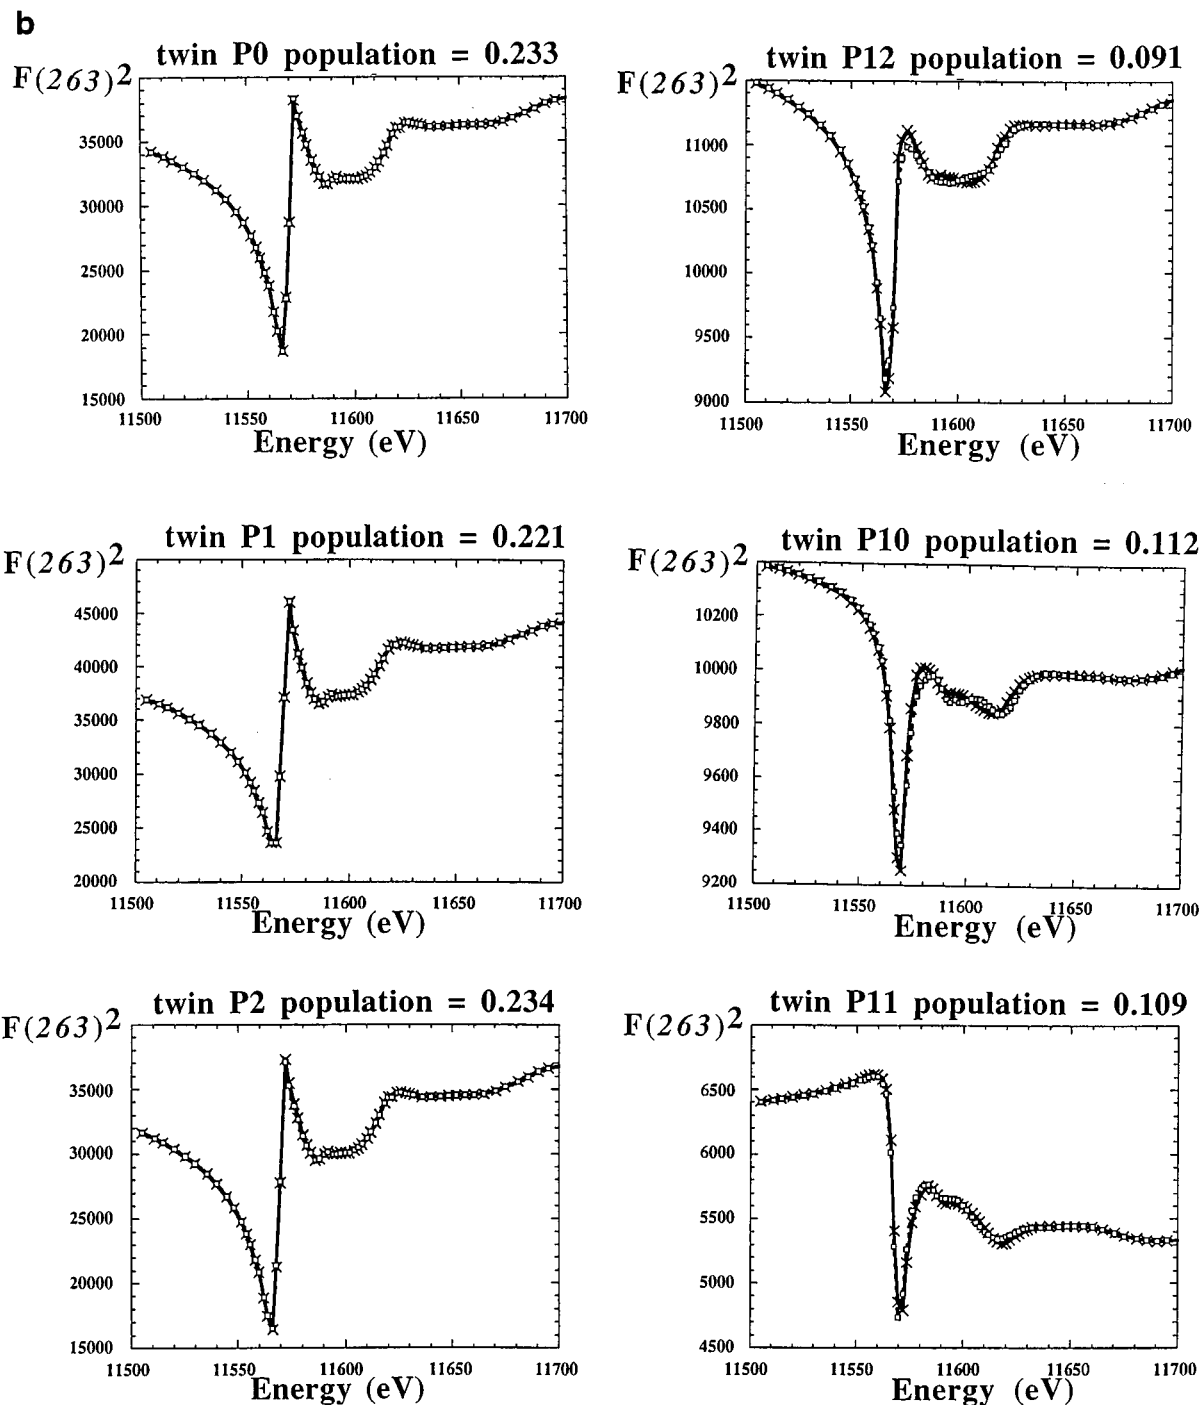 b
twin P0 population = 0.233
F(263)2
35000
30000
25000
20000
15000
11500 11550 11600 11650 11700
Energy (eV)
twin P12 population = 0.091
F(263)2
11000
10500
10000
9500
9000
11500 11550 11600 11650 11700
Energy (eV)
twin P1 population = 0.221
F(263)2
45000
40000
35000
30000
25000
20000
11500 11550 11600 11650 11700
Energy (eV)
twin P10 population = 0.112
F(263)2
10200
10000
9800
9600
9400
9200
11500 11550 11600 11650 11700
Energy (eV)
twin P2 population = 0.234
F(263)2
35000
30000
25000
20000
15000
11500 11550 11600 11650 11700
Energy (eV)
twin P11 population = 0.109
F(263)2
6500
6000
5500
5000
4500
11500 11550 11600 11650 11700
Energy (eV)